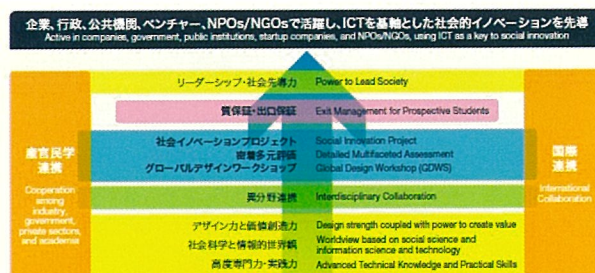 企業、行政、公共機関、ベンチャー、NPOs/NGOsで活躍し、ICTを基軸とした社会的イノベーションを先導
Active in companies, government, public institutions, startup companies, and NPOs/NGOs, using ICT as a key to social innovation
リーダーシップ・社会先導力 Power to Lead Society
質保証・出口保証 Exit Management for Prospective Students
社会イノベーションプロジェクト Social Innovation Project
密着多元評価 Detailed Multifaceted Assessment
グローバルデザインワークショップ Global Design Workshop (GDWS)
異分野連携 Interdisciplinary Collaboration
デザイン力と価値創造力 Design strength coupled with power to create value
社会科学と情報的世界観 Worldview based on social science and
information science and technology
高度専門力・実践力 Advanced Technical Knowledge and Practical Skills
産官民学
連携
Cooperation
among
industry,
government,
private sections,
and academia
国際
連携
International
Collaboration